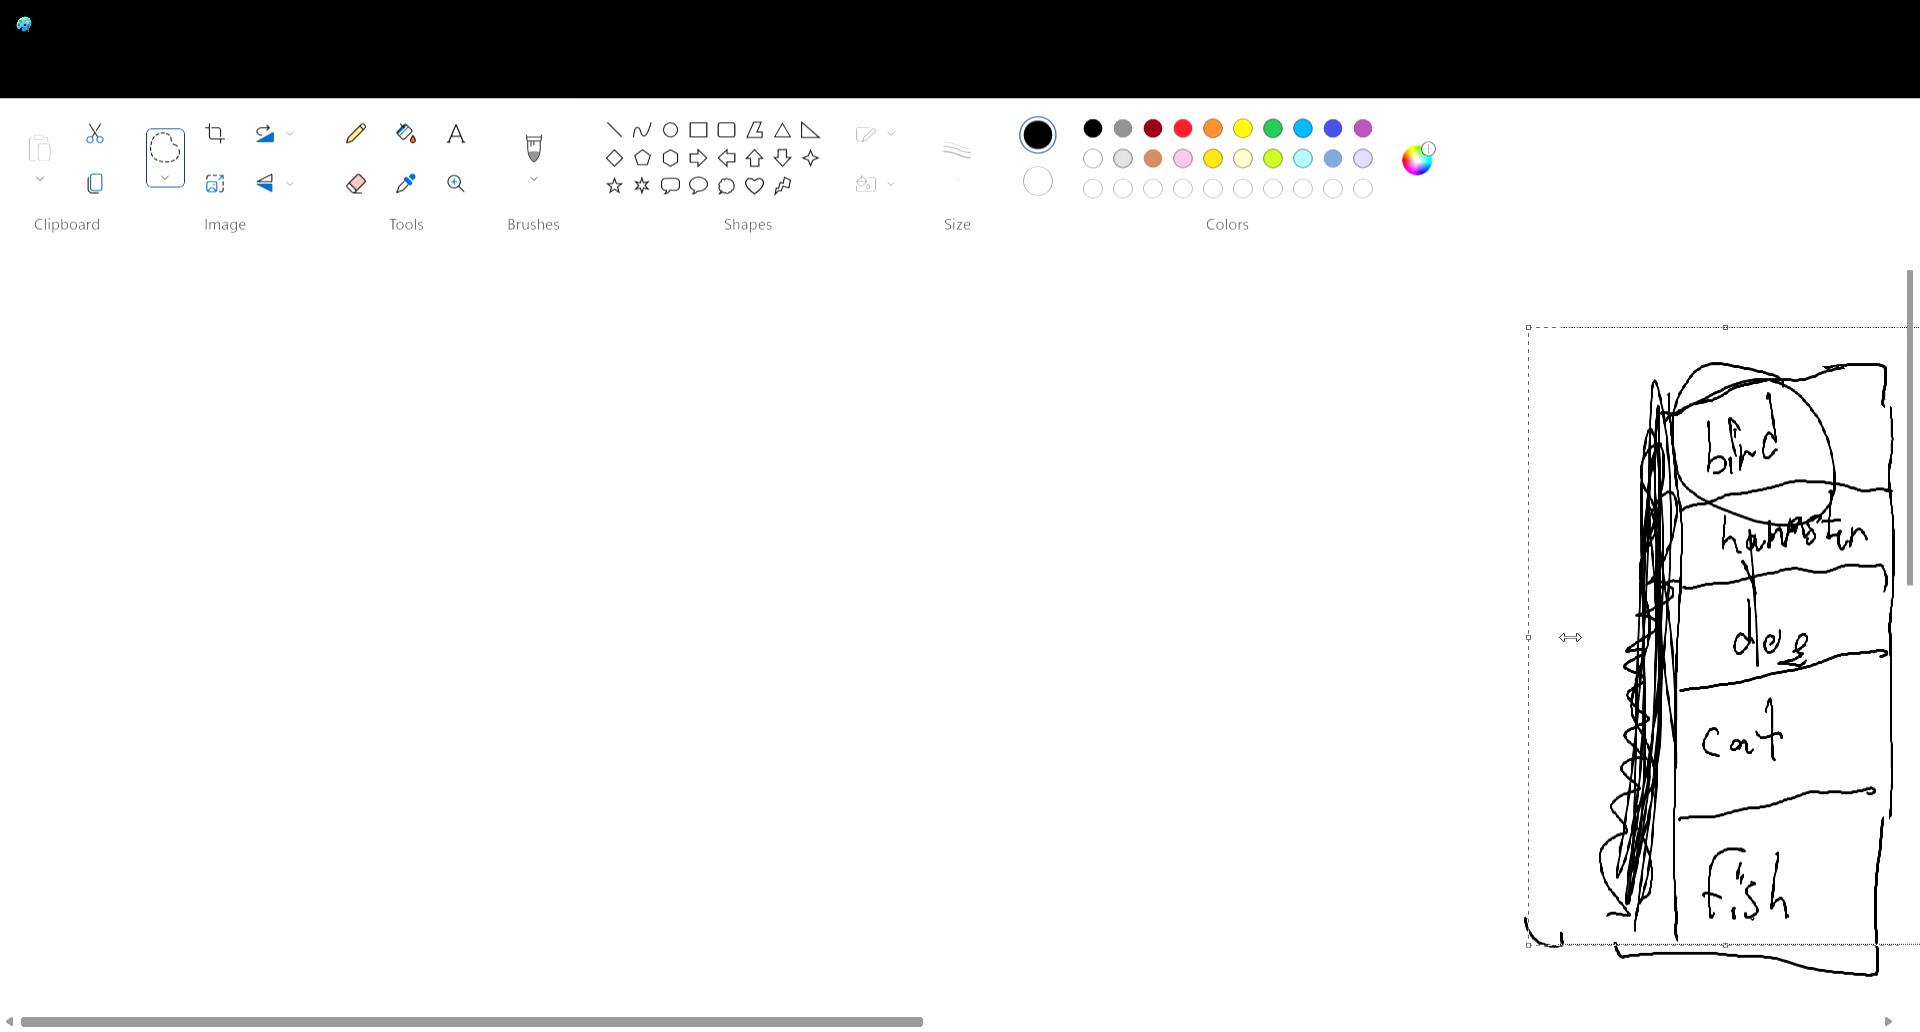 Clipboard
Image
Tools
Brushes
Shapes
Size
Colors
bird
hamster
dog
cat
fish